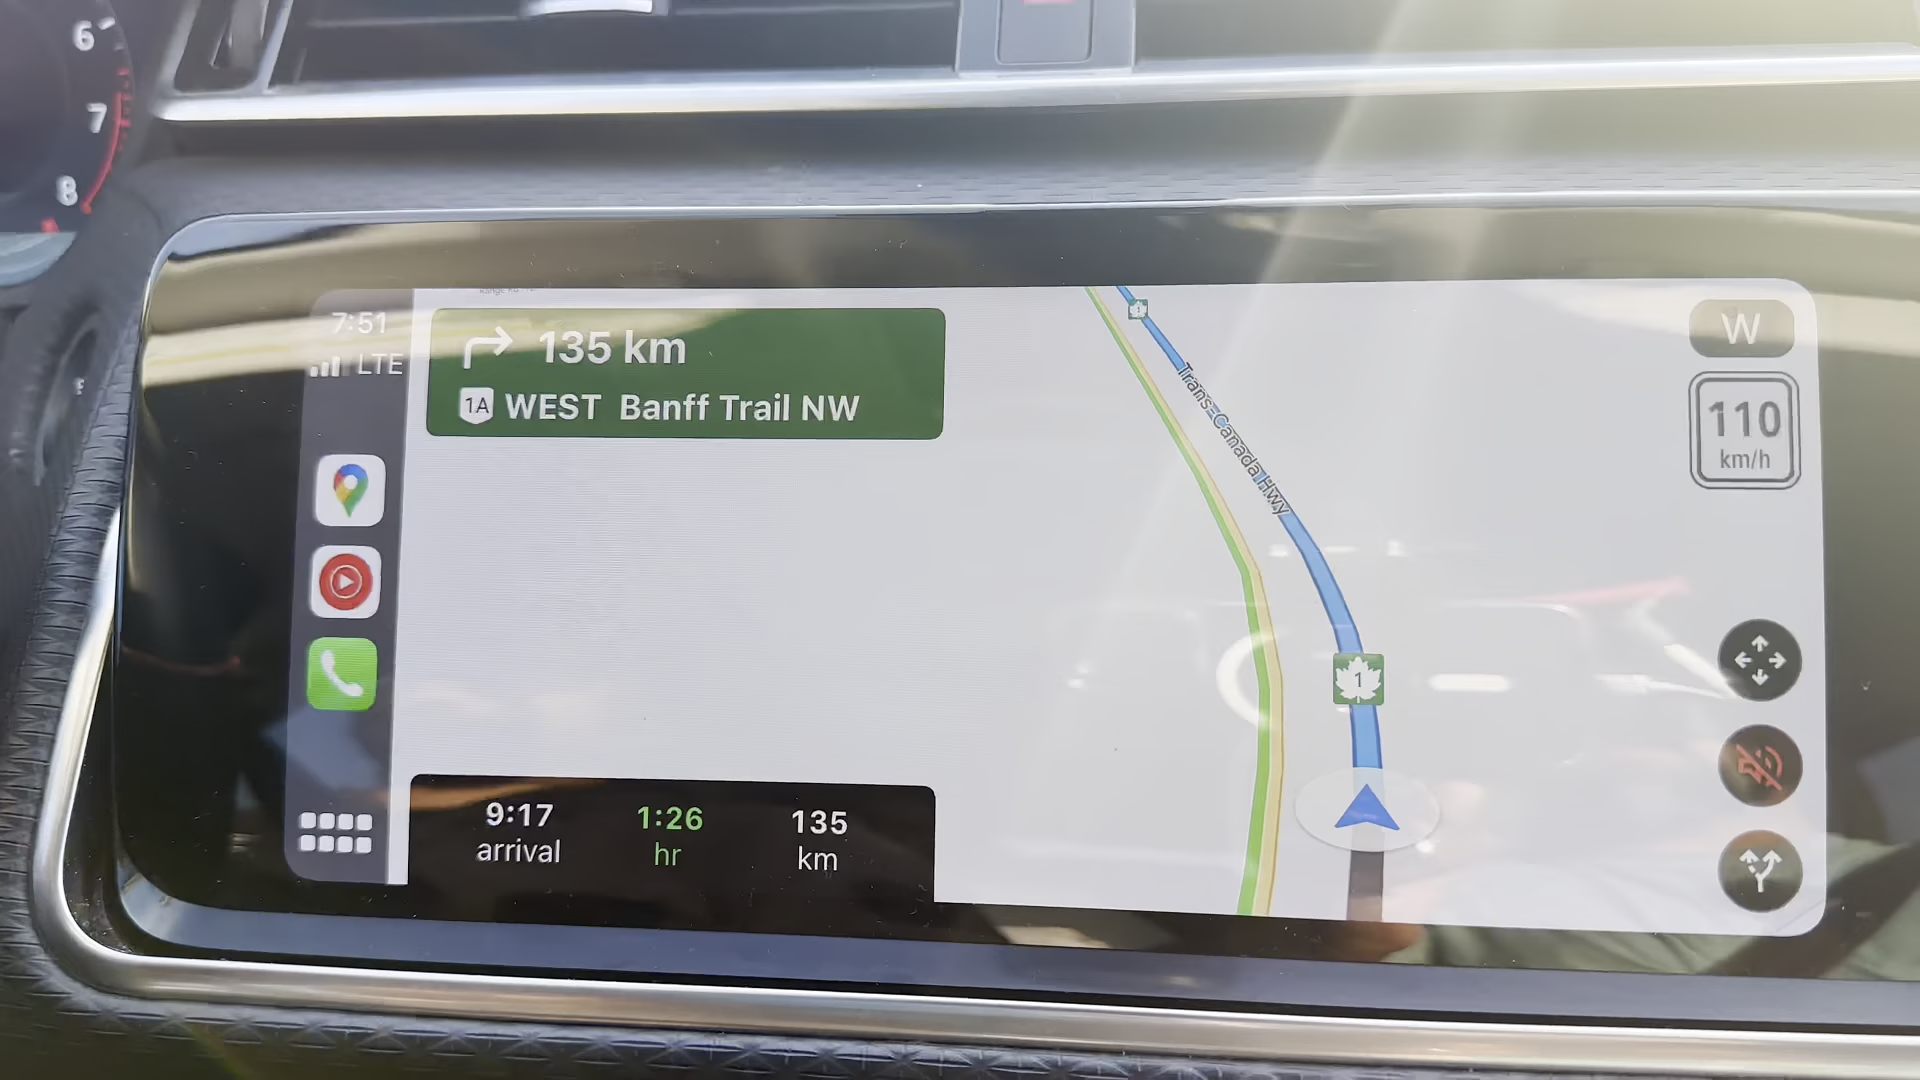 6
7
8
7:51
LTE
135 km
1A WEST Banff Trail NW
Trans-Canada Hwy
1
W
110
km/h
9:17
arrival
1:26
hr
135
km